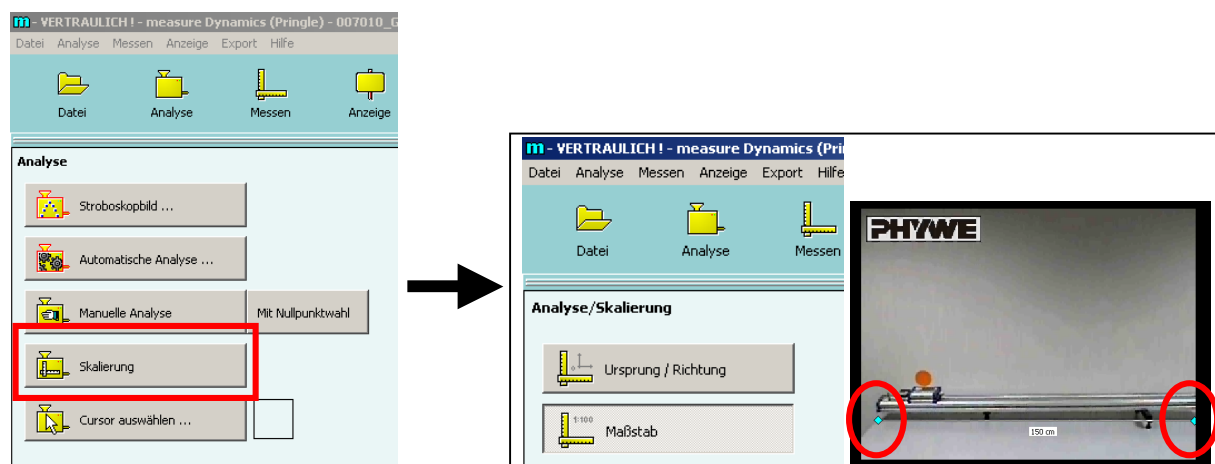 m - VERTRAULICH ! - measure Dynamics (Pringle) - 007010_G
Datei Analyse Messen Anzeige Export Hilfe
Datei Analyse Messen Anzeige
Analyse
Stroboskopbild ...
Automatische Analyse ...
Manuelle Analyse Mit Nullpunktwahl
Skalierung
Cursor auswählen ...
m - VERTRAULICH ! - measure Dynamics (Pri
Datei Analyse Messen Anzeige Export Hilfe
Datei Analyse Messen
Analyse/Skalierung
Ursprung / Richtung
1:100
Maßstab
PHYWE
150 cm